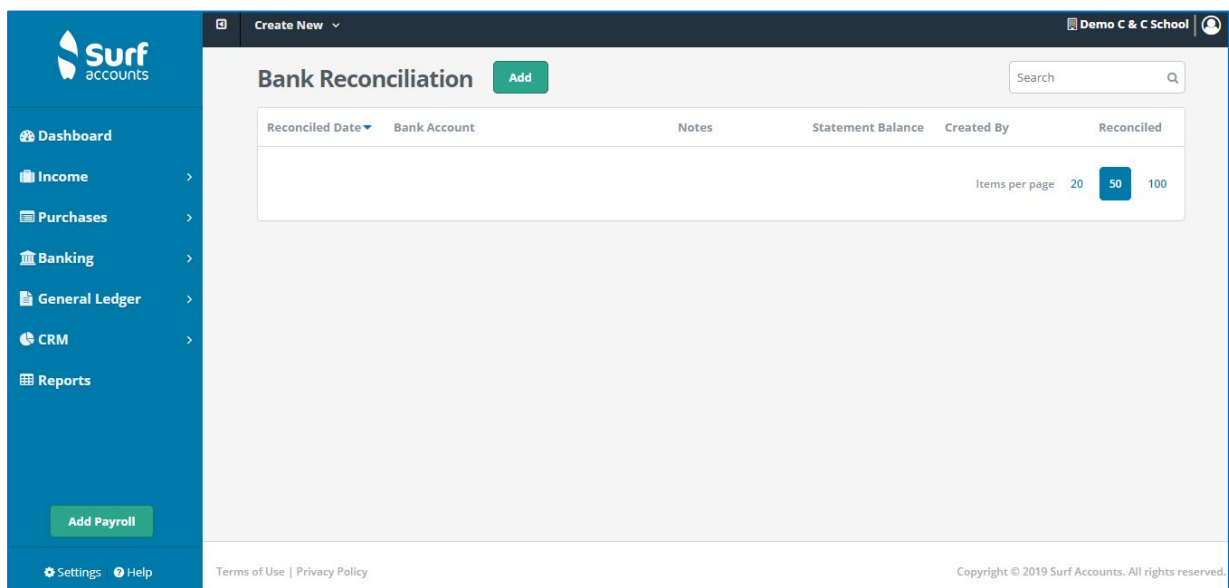 Surf
accounts
Create New
Demo C & C School
Bank Reconciliation
Add
Search
Reconciled Date Bank Account Notes Statement Balance Created By Reconciled
Items per page 20 50 100
Dashboard
Income
Purchases
Banking
General Ledger
CRM
Reports
Add Payroll
Settings Help
Terms of Use | Privacy Policy
Copyright © 2019 Surf Accounts. All rights reserved.